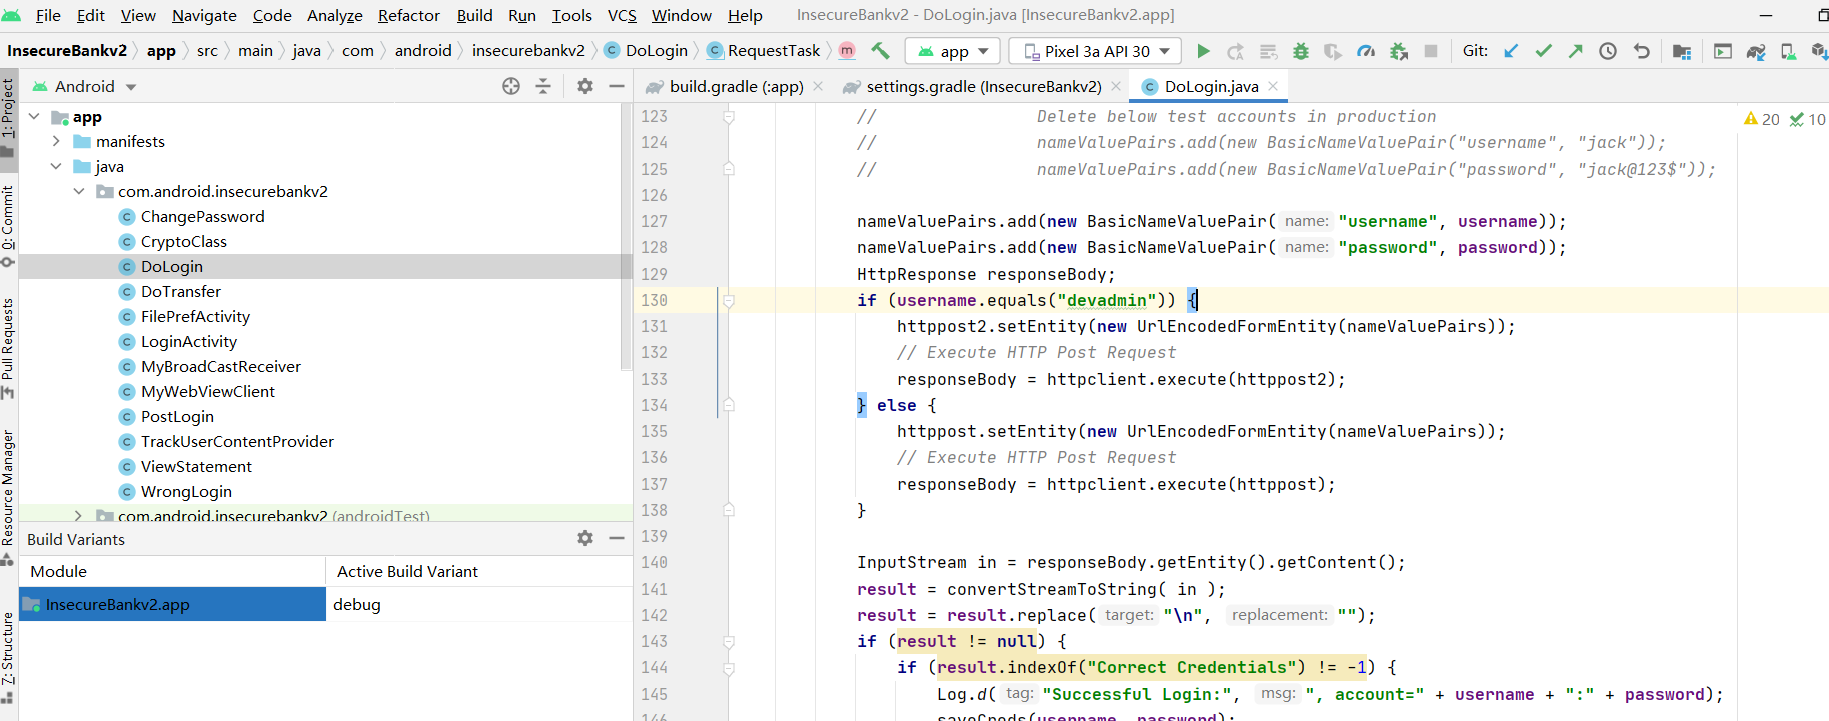 File Edit View Navigate Code Analyze Refactor Build Run Tools VCS Window Help InsecureBankv2 - DoLogin.java [InsecureBankv2.app]
InsecureBankv2 app src main java com android insecurebankv2 DoLogin RequestTask m app Pixel 3a API 30 Git:
1: Project
0: Commit
Pull Requests
Resource Manager
Z: Structure
Android
app
manifests
java
com.android.insecurebankv2
ChangePassword
CryptoClass
DoLogin
DoTransfer
FilePrefActivity
LoginActivity
MyBroadCastReceiver
MyWebViewClient
PostLogin
TrackUserContentProvider
ViewStatement
WrongLogin
com.android.insecurebankv2 (androidTest)
Build Variants
Module Active Build Variant
InsecureBankv2.app debug
build.gradle (:app) settings.gradle (InsecureBankv2) DoLogin.java
20 10
123 // Delete below test accounts in production
124 // nameValuePairs.add(new BasicNameValuePair("username", "jack"));
125 // nameValuePairs.add(new BasicNameValuePair("password", "jack@123$"));
126
127 nameValuePairs.add(new BasicNameValuePair( name: "username", username));
128 nameValuePairs.add(new BasicNameValuePair( name: "password", password));
129 HttpResponse responseBody;
130 if (username.equals("devadmin")) {
131 httppost2.setEntity(new UrlEncodedFormEntity(nameValuePairs));
132 // Execute HTTP Post Request
133 responseBody = httpclient.execute(httppost2);
134 } else {
135 httppost.setEntity(new UrlEncodedFormEntity(nameValuePairs));
136 // Execute HTTP Post Request
137 responseBody = httpclient.execute(httppost);
138 }
139
140 InputStream in = responseBody.getEntity().getContent();
141 result = convertStreamToString( in );
142 result = result.replace( target: "\n", replacement: "");
143 if (result != null) {
144 if (result.indexOf("Correct Credentials") != -1) {
145 Log.d( tag: "Successful Login:", msg: ", account=" + username + ":" + password);
146 saveCreds(username, password);